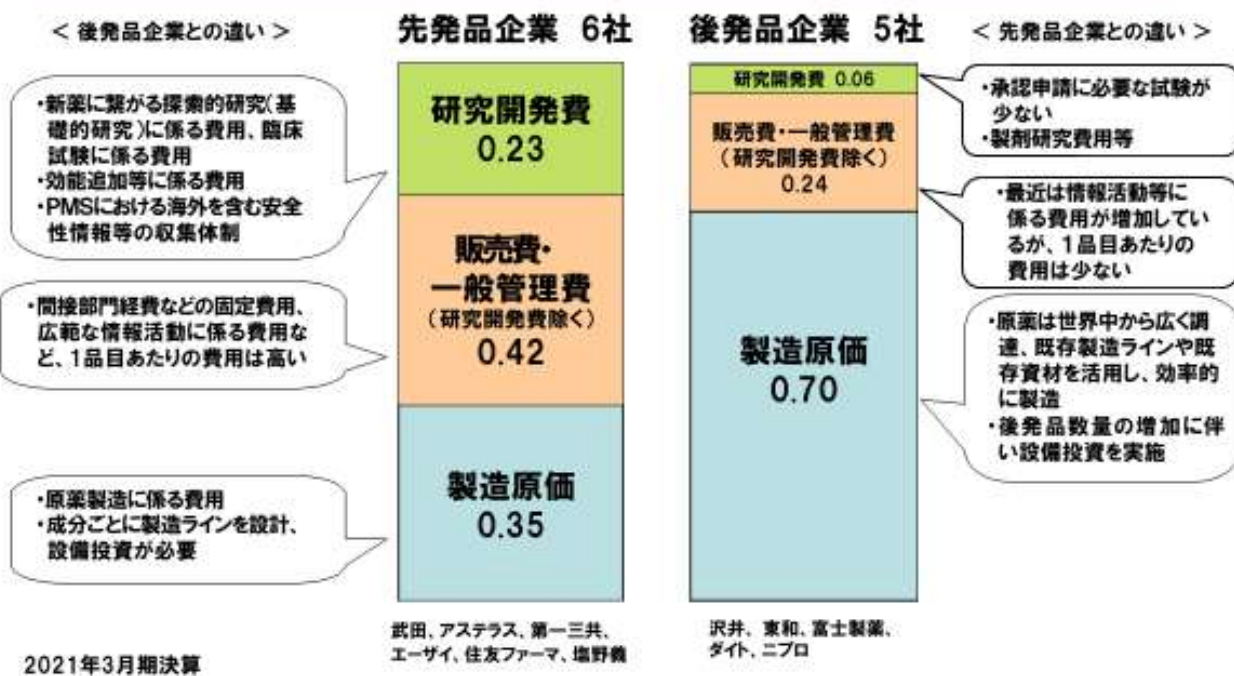 ＜ 後発品企業との違い ＞
先発品企業 6社
後発品企業 5社
＜ 先発品企業との違い ＞
・新薬に繋がる探索的研究（基
礎的研究）に係る費用、臨床
試験に係る費用
・効能追加等に係る費用
・PMSにおける海外を含む安全
性情報等の収集体制
・間接部門経費などの固定費用、
広範な情報活動に係る費用な
ど、1品目あたりの費用は高い
・原薬製造に係る費用
・成分ごとに製造ラインを設計、
設備投資が必要
研究開発費
0.23
販売費・
一般管理費
（研究開発費除く）
0.42
製造原価
0.35
武田、アステラス、第一三共、
エーザイ、住友ファーマ、塩野義
研究開発費 0.06
販売費・一般管理費
（研究開発費除く）
0.24
製造原価
0.70
沢井、東和、富士製薬、
ダイト、ニプロ
・承認申請に必要な試験が
少ない
・製剤研究費用等
・最近は情報活動等に
係る費用が増加してい
るが、1品目あたりの
費用は少ない
・原薬は世界中から広く調
達、既存製造ラインや既
存資材を活用し、効率的
に製造
・後発品数量の増加に伴
い設備投資を実施
2021年3月期決算